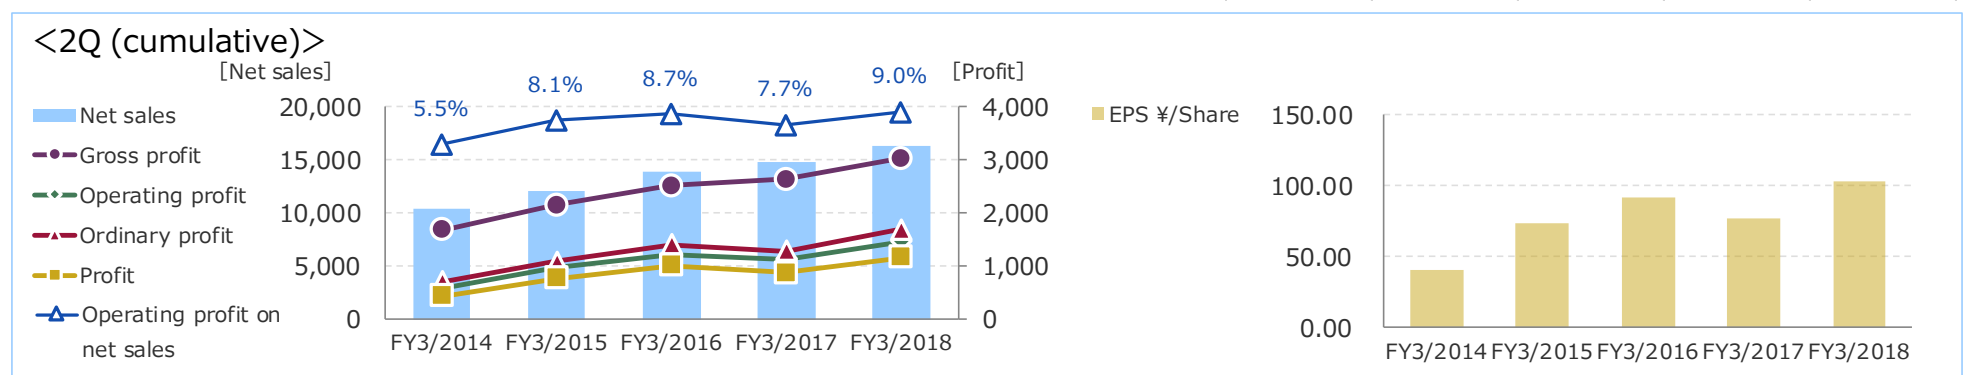 <2Q (cumulative)>
[Net sales]
[Profit]
Net sales
Gross profit
Operating profit
Ordinary profit
Profit
Operating profit on
net sales
20,000
15,000
10,000
5,000
0
5.5%
8.1%
8.7%
7.7%
9.0%
4,000
3,000
2,000
1,000
0
FY3/2014 FY3/2015 FY3/2016 FY3/2017 FY3/2018
EPS ¥/Share
150.00
100.00
50.00
0.00
FY3/2014 FY3/2015 FY3/2016 FY3/2017 FY3/2018